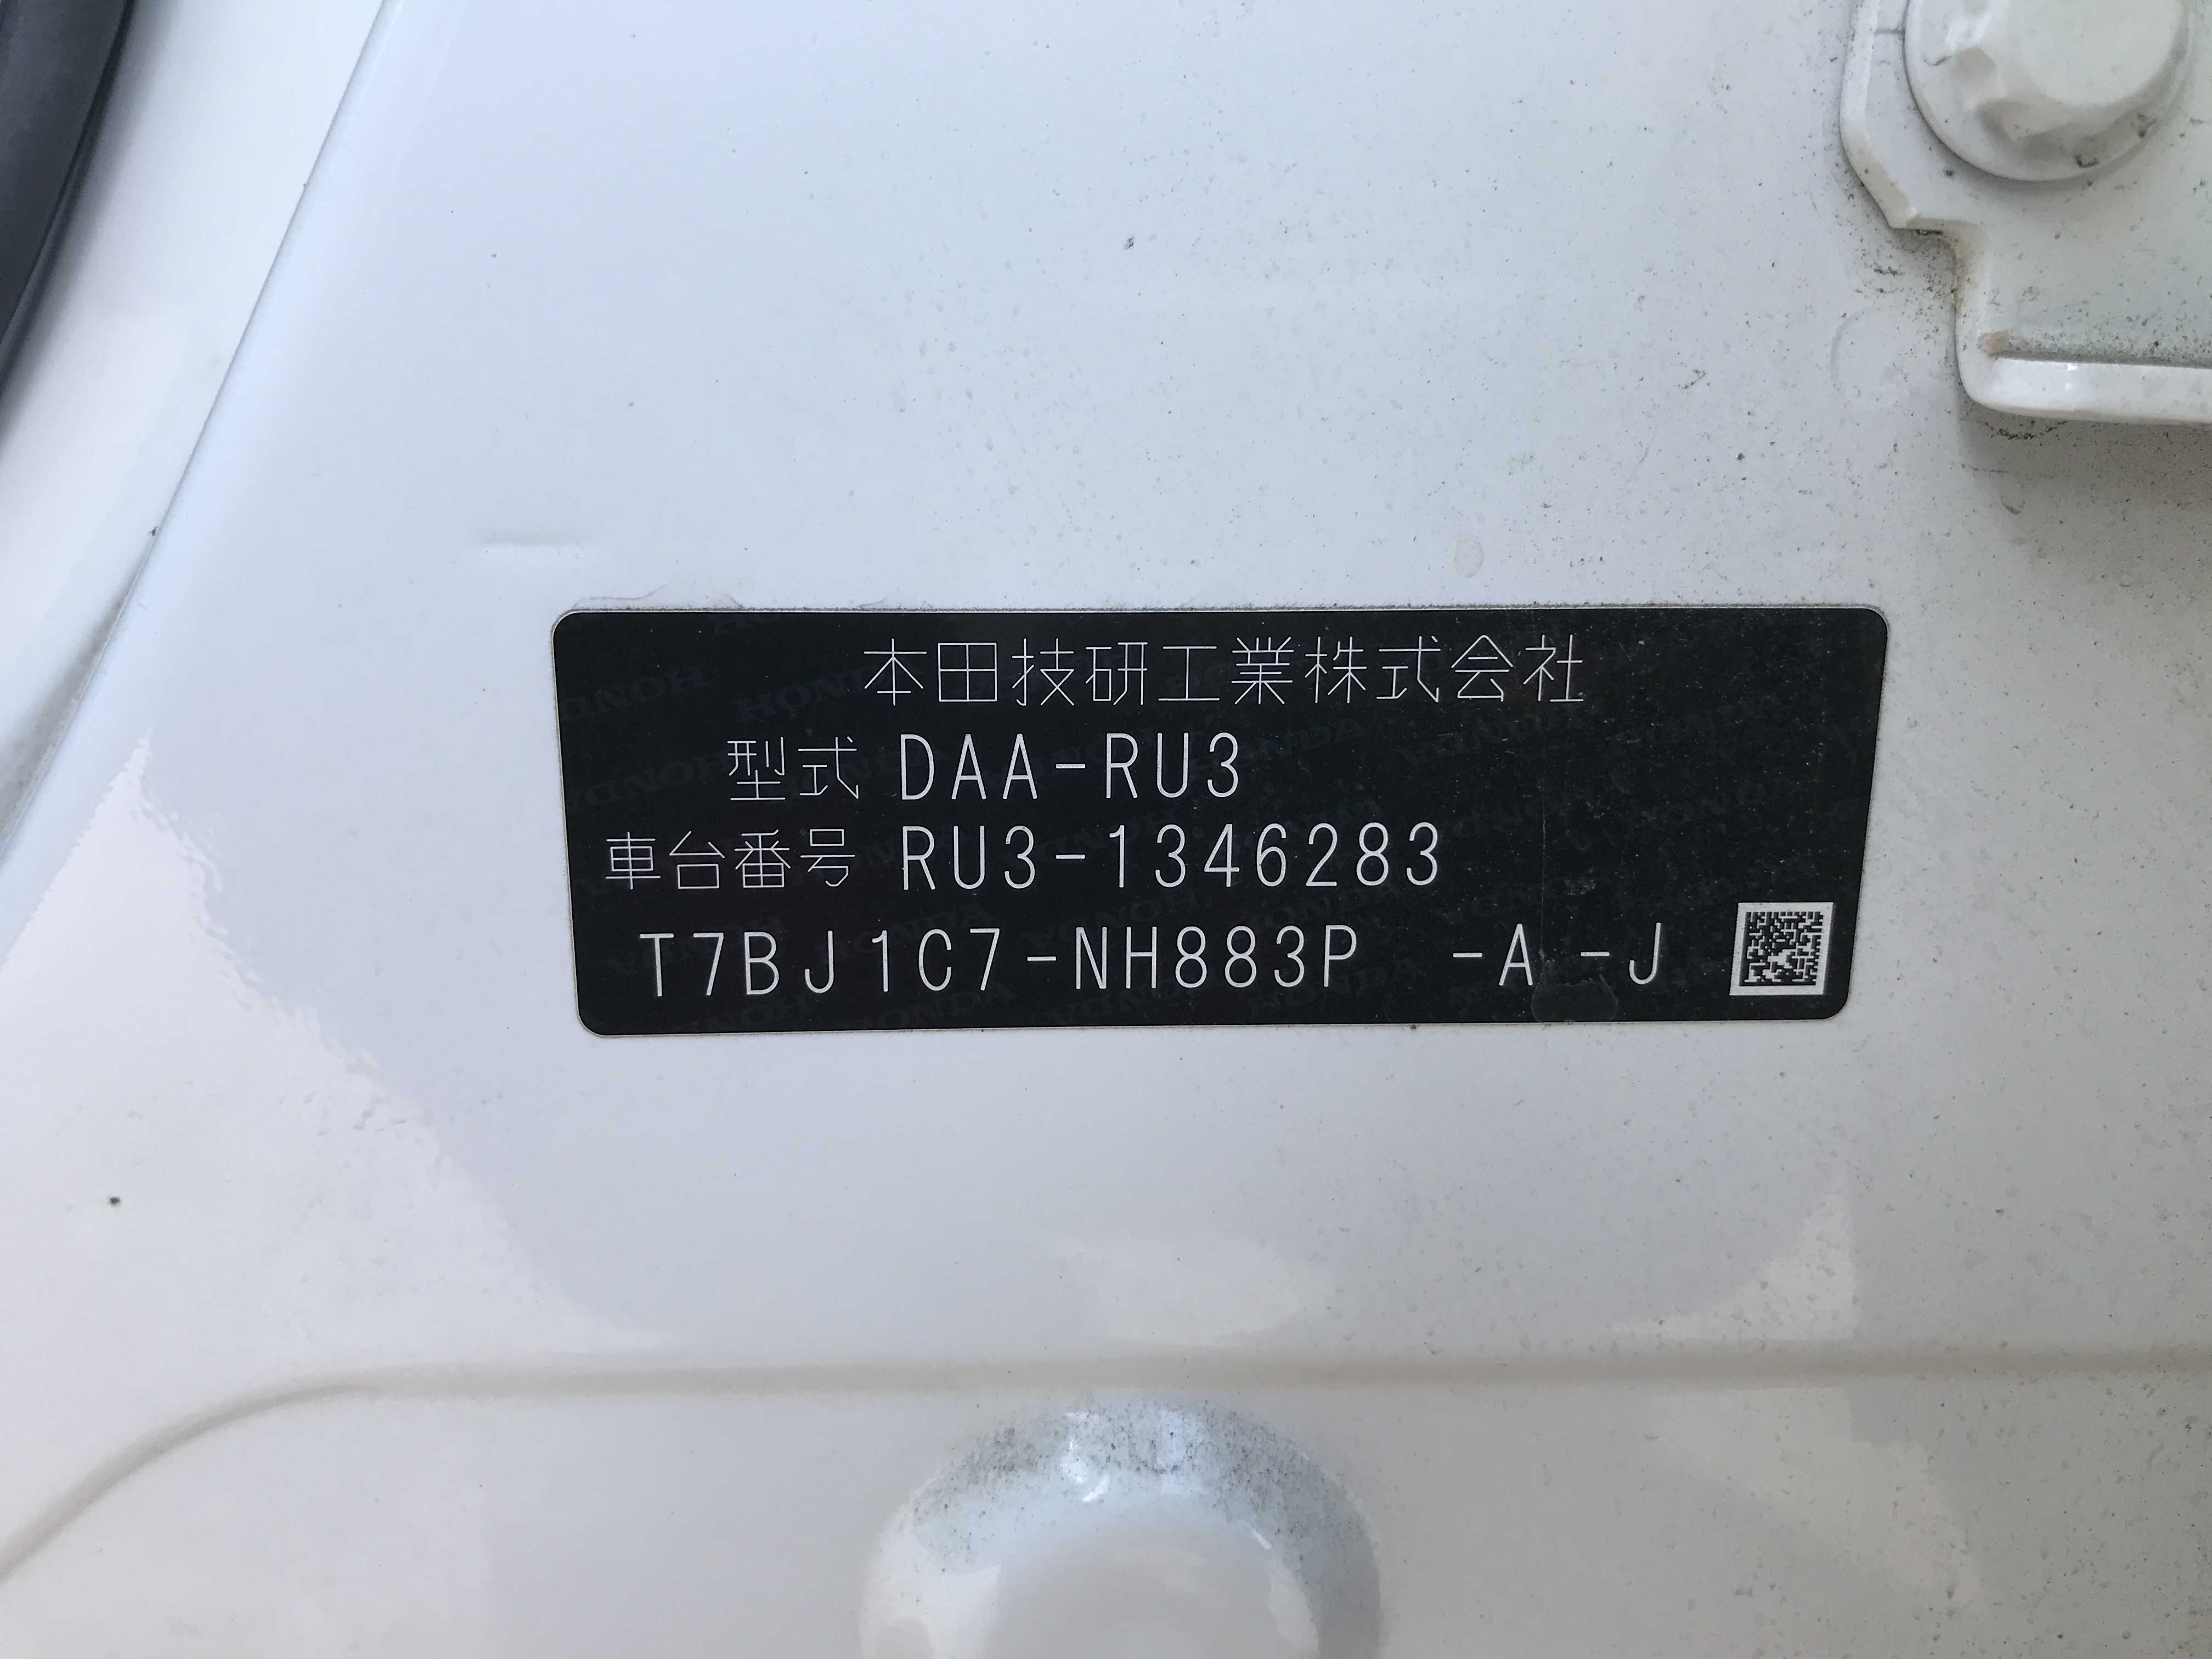 本田技研工業株式会社
型式 DAA-RU3
車台番号 RU3-1346283
T7BJ1C7-NH883P -A -J